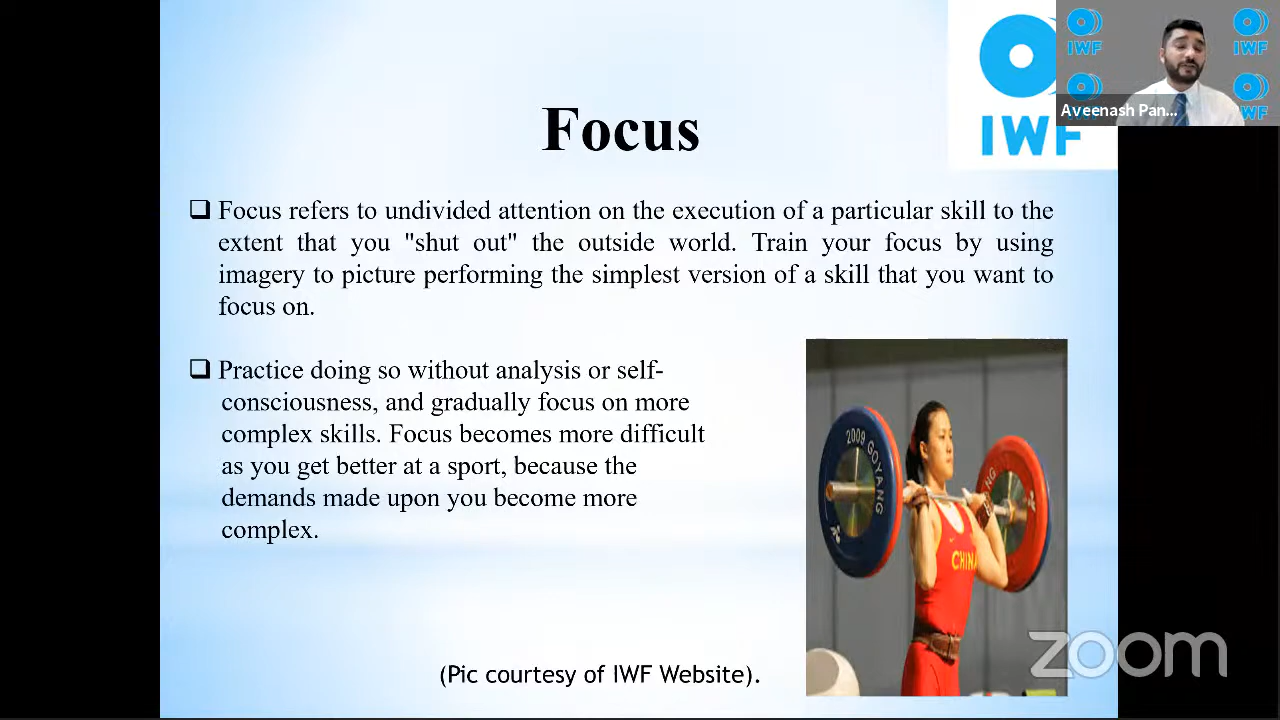 Focus
IWF
IWF
IWF
IWF
Aveenash Pan...
❑ Focus refers to undivided attention on the execution of a particular skill to the
extent that you "shut out" the outside world. Train your focus by using
imagery to picture performing the simplest version of a skill that you want to
focus on.
❑ Practice doing so without analysis or self-
consciousness, and gradually focus on more
complex skills. Focus becomes more difficult
as you get better at a sport, because the
demands made upon you become more
complex.
2009 GOYANG
YANG
CHINA
(Pic courtesy of IWF Website).
zoom